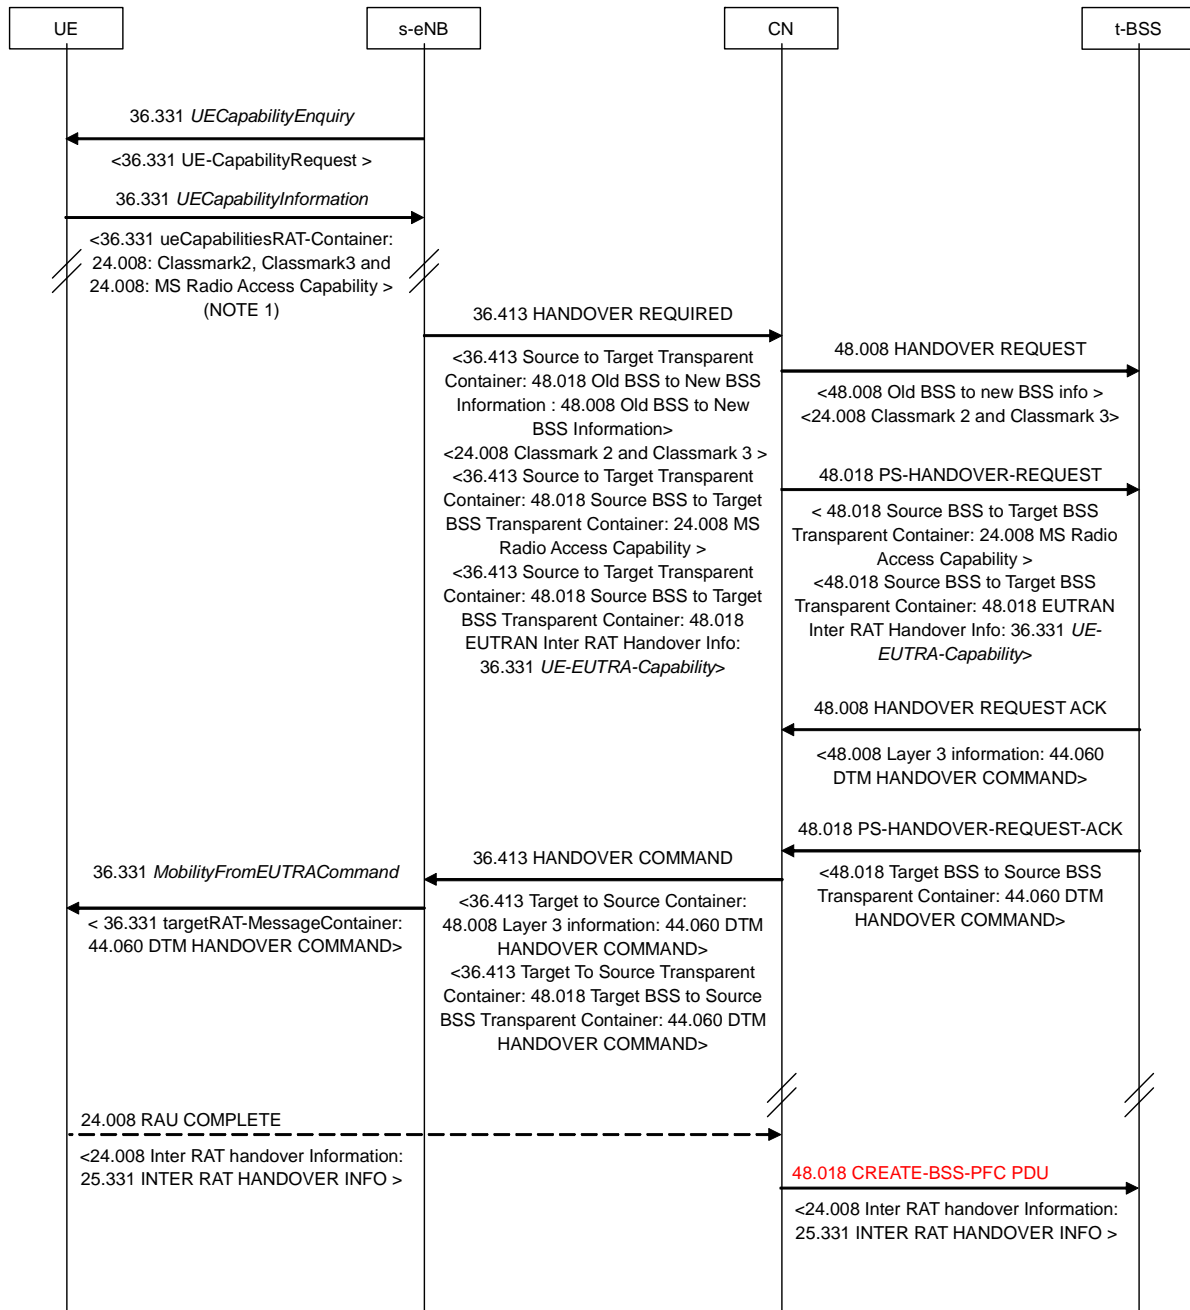 UE
s-eNB
CN
t-BSS
36.331 UECapabilityEnquiry
<36.331 UE-CapabilityRequest >
36.331 UECapabilityInformation
<36.331 ueCapabilitiesRAT-Container:
24.008: Classmark2, Classmark3 and
24.008: MS Radio Access Capability >
(NOTE 1)
36.413 HANDOVER REQUIRED
<36.413 Source to Target Transparent
Container: 48.018 Old BSS to New BSS
Information : 48.008 Old BSS to New
BSS Information>
<24.008 Classmark 2 and Classmark 3 >
<36.413 Source to Target Transparent
Container: 48.018 Source BSS to Target
BSS Transparent Container: 24.008 MS
Radio Access Capability >
<36.413 Source to Target Transparent
Container: 48.018 Source BSS to Target
BSS Transparent Container: 48.018
EUTRAN Inter RAT Handover Info:
36.331 UE-EUTRA-Capability>
48.008 HANDOVER REQUEST
<48.008 Old BSS to new BSS info >
<24.008 Classmark 2 and Classmark 3>
48.018 PS-HANDOVER-REQUEST
< 48.018 Source BSS to Target BSS
Transparent Container: 24.008 MS Radio
Access Capability >
<48.018 Source BSS to Target BSS
Transparent Container: 48.018 EUTRAN
Inter RAT Handover Info: 36.331 UE-
EUTRA-Capability>
48.008 HANDOVER REQUEST ACK
<48.008 Layer 3 information: 44.060
DTM HANDOVER COMMAND>
48.018 PS-HANDOVER-REQUEST-ACK
<48.018 Target BSS to Source BSS
Transparent Container: 44.060 DTM
HANDOVER COMMAND>
36.413 HANDOVER COMMAND
<36.413 Target to Source Container:
48.008 Layer 3 information: 44.060 DTM
HANDOVER COMMAND>
<36.413 Target To Source Transparent
Container: 48.018 Target BSS to Source
BSS Transparent Container: 44.060 DTM
HANDOVER COMMAND>
36.331 MobilityFromEUTRACommand
< 36.331 targetRAT-MessageContainer:
44.060 DTM HANDOVER COMMAND>
24.008 RAU COMPLETE
<24.008 Inter RAT handover Information:
25.331 INTER RAT HANDOVER INFO >
48.018 CREATE-BSS-PFC PDU
<24.008 Inter RAT handover Information:
25.331 INTER RAT HANDOVER INFO >